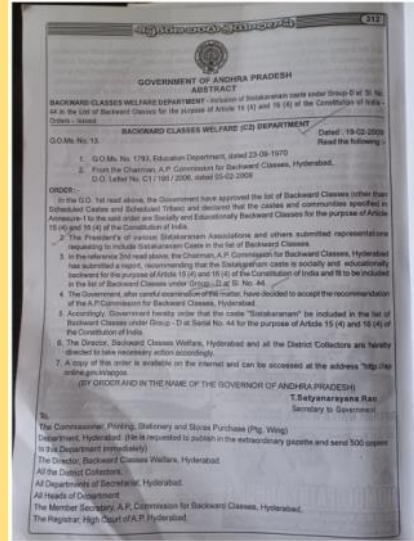 312
GOVERNMENT OF ANDHRA PRADESH
ABSTRACT
BACKWARD CLASSES WELFARE DEPARTMENT - Inclusion of Sistakaranam caste under Group-D at Sl. No.
44 in the List of Backward Classes for the purpose of Article 15 (4) and 16 (4) of the Constitution of India -
Orders - Issued.
BACKWARD CLASSES WELFARE (C2) DEPARTMENT
G.O.Ms. No. 13. Dated : 19-02-2009
Read the following :-
1. G.O.Ms. No. 1793, Education Department, dated 23-09-1970
2. From the Chairman, A.P. Commission for Backward Classes, Hyderabad,
D.O. Letter No. C1 / 195 / 2006, dated 05-02-2009
ORDER:-
In the G.O. 1st read above, the Government have approved the list of Backward Classes (other than
Scheduled Castes and Scheduled Tribes) and declared that the castes and communities specified in
Annexure-1 to the said order are Socially and Educationally Backward Classes for the purpose of Article
15 (4) and 16 (4) of the Constitution of India.
2. The President's of various Sistakaranam Associations and others submitted representations
requesting to include Sistakaranam Caste in the list of Backward Classes.
3. In the reference 2nd read above, the Chairman, A.P. Commission for Backward Classes, Hyderabad
has submitted a report, recommending that the Sistakaranam caste is socially and educationally
backward for the purpose of Article 15 (4) and 16 (4) of the Constitution of India and fit to be included
in the list of Backward Classes under Group - D at Sl. No. 44.
4. The Government, after careful examination of the matter, have decided to accept the recommendation
of the A.P. Commission for Backward Classes, Hyderabad.
5. Accordingly, Government hereby order that the caste "Sistakaranam" be included in the list of
Backward Classes under Group - D at Serial No. 44 for the purpose of Article 15 (4) and 16 (4) of
the Constitution of India.
6. The Director, Backward Classes Welfare, Hyderabad and all the District Collectors are hereby
directed to take necessary action accordingly.
7. A copy of this order is available on the internet and can be accessed at the address "http://ap
online.gov.in/apgos.
(BY ORDER AND IN THE NAME OF THE GOVERNOR OF ANDHRA PRADESH)
T.Satyanarayana Rao
Secretary to Government
To,
The Commissioner, Printing, Stationery and Stores Purchase (Ptg. Wing)
Department, Hyderabad. (He is requested to publish in the extraordinary gazette and send 500 copies
to the Department immediately)
The Director, Backward Classes Welfare, Hyderabad.
All the District Collectors.
All Departments of Secretariat, Hyderabad.
All Heads of Department
The Member Secretary, A.P. Commission for Backward Classes, Hyderabad.
The Registrar, High Court of A.P. Hyderabad.